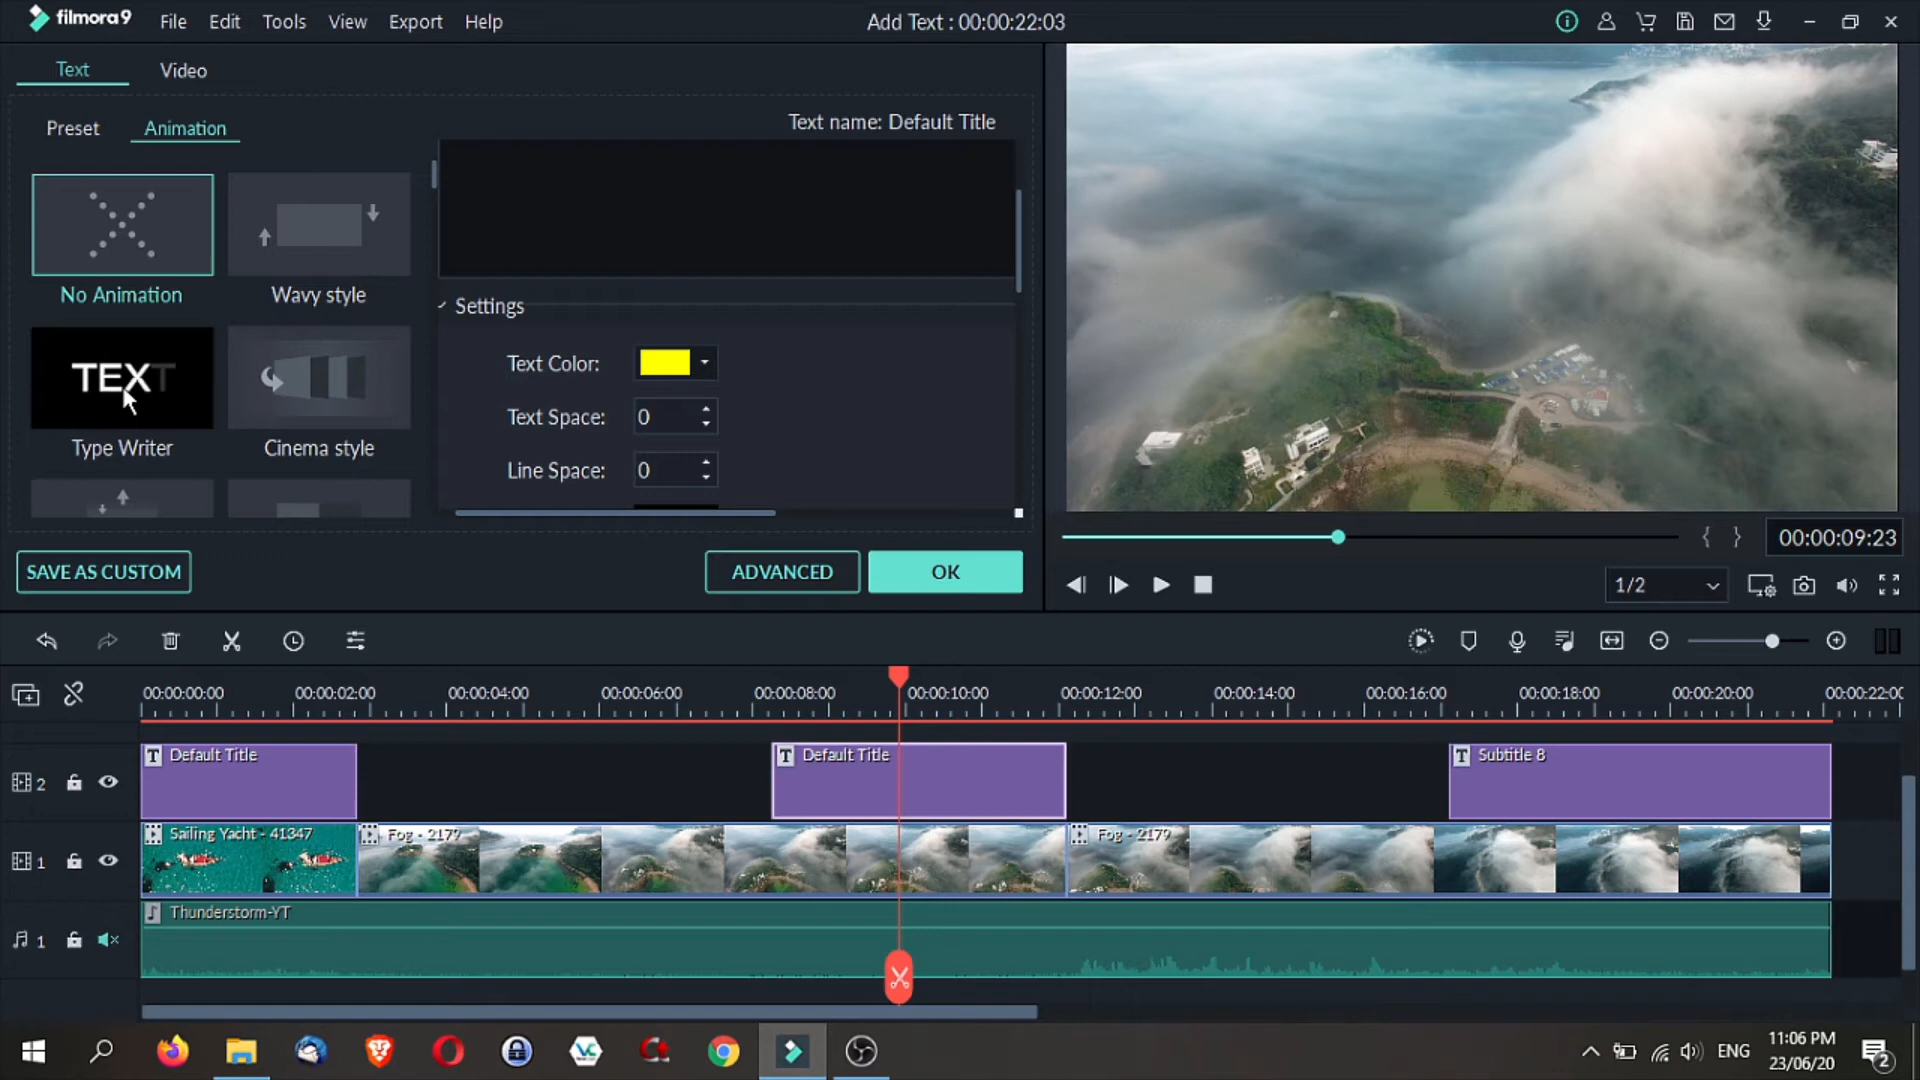 filmora9 File Edit Tools View Export Help Add Text : 00:00:22:03
Text Video
Preset Animation
Text name: Default Title
No Animation Wavy style
Settings
Text Color:
TEXT
Type Writer Cinema style
Text Space: 0
Line Space: 0
SAVE AS CUSTOM ADVANCED OK
00:00:09:23
1/2
00:00:00:00 00:00:02:00 00:00:04:00 00:00:06:00 00:00:08:00 00:00:10:00 00:00:12:00 00:00:14:00 00:00:16:00 00:00:18:00 00:00:20:00 00:00:22:00
T Default Title T Default Title T Subtitle 8
2
Sailing Yacht - 41347 Fog - 2179 Fog - 2179
1
Thunderstorm-YT
1
ENG 11:06 PM
23/06/20
2